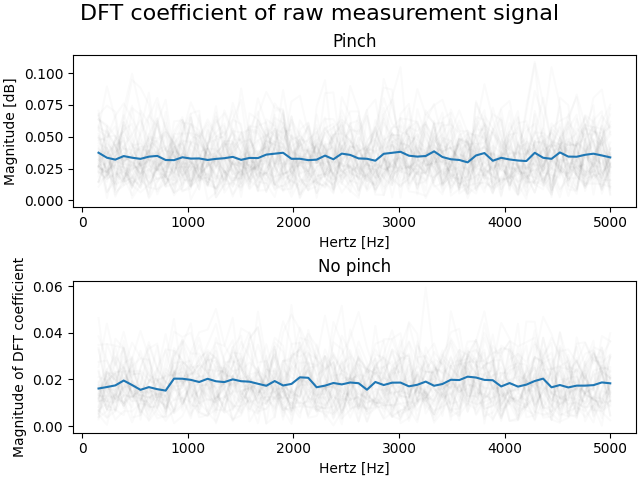 DFT coefficient of raw measurement signal
Pinch
Magnitude [dB]
0.100
0.075
0.050
0.025
0.000
0 1000 2000 3000 4000 5000
Hertz [Hz]
No pinch
Magnitude of DFT coefficient
0.06
0.04
0.02
0.00
0 1000 2000 3000 4000 5000
Hertz [Hz]